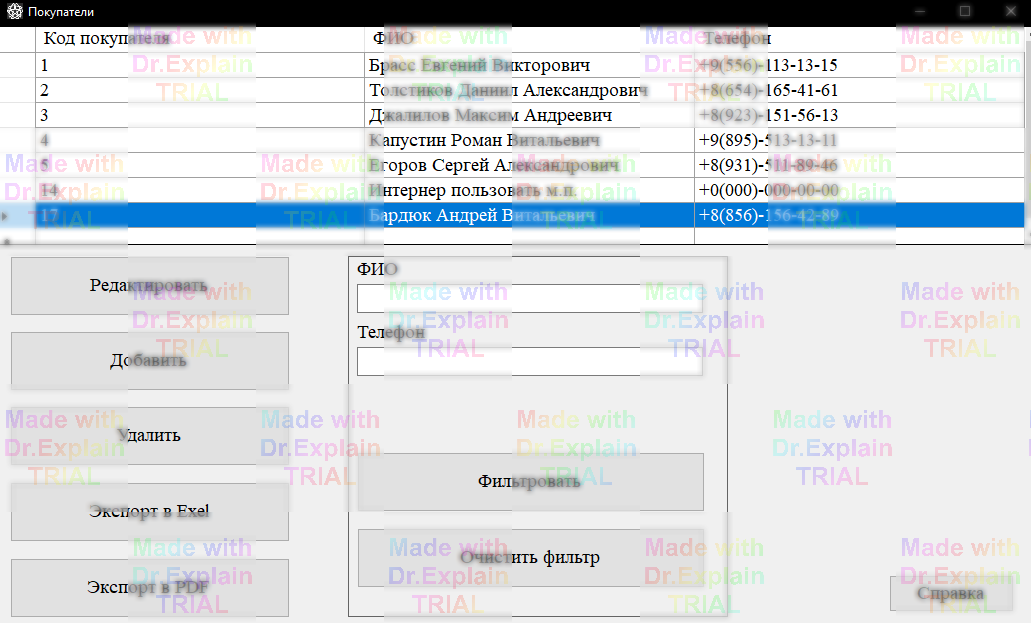 Покупатели
Код покупателя ФИО Телефон
1 Брасс Евгений Викторович +9(556)-113-13-15
2 Толстиков Даниил Александрович +8(654)-165-41-61
3 Джалилов Максим Андреевич +8(923)-151-56-13
4 Капустин Роман Витальевич +9(895)-513-13-11
5 Егоров Сергей Александрович +8(931)-511-89-46
14 Интернер пользовать м.п. +0(000)-000-00-00
17 Бардюк Андрей Витальевич +8(856)-156-42-89
Редактировать
Добавить
Удалить
Экспорт в Exel
Экспорт в PDF
ФИО
Телефон
Фильтровать
Очистить фильтр
Справка
Made with
Dr.Explain
TRIAL